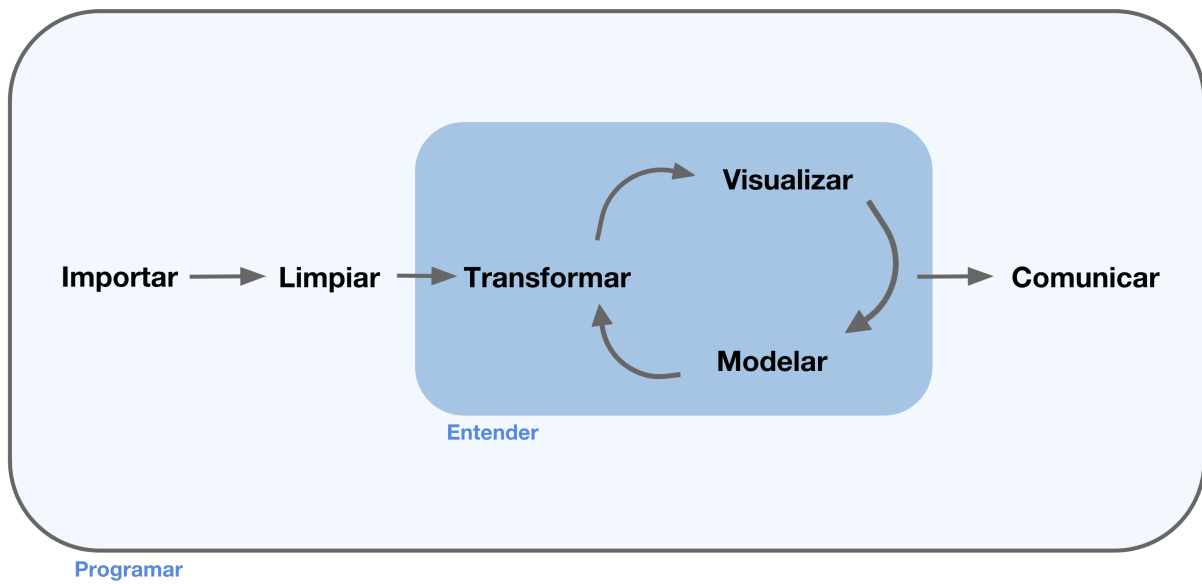 Visualizar
Importar
Limpiar
Transformar
Comunicar
Modelar
Entender
Programar